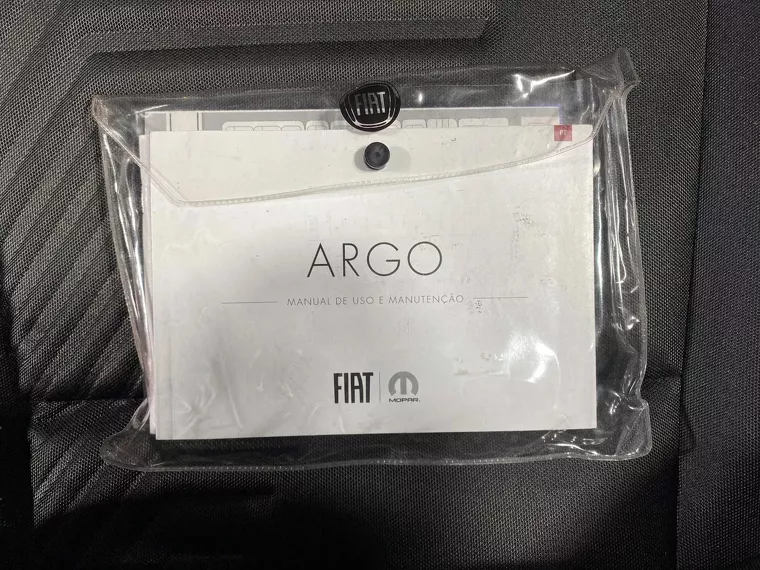 FIAT
ARGO
MANUAL DE USO E MANUTENÇÃO
FIAT
MOPAR.